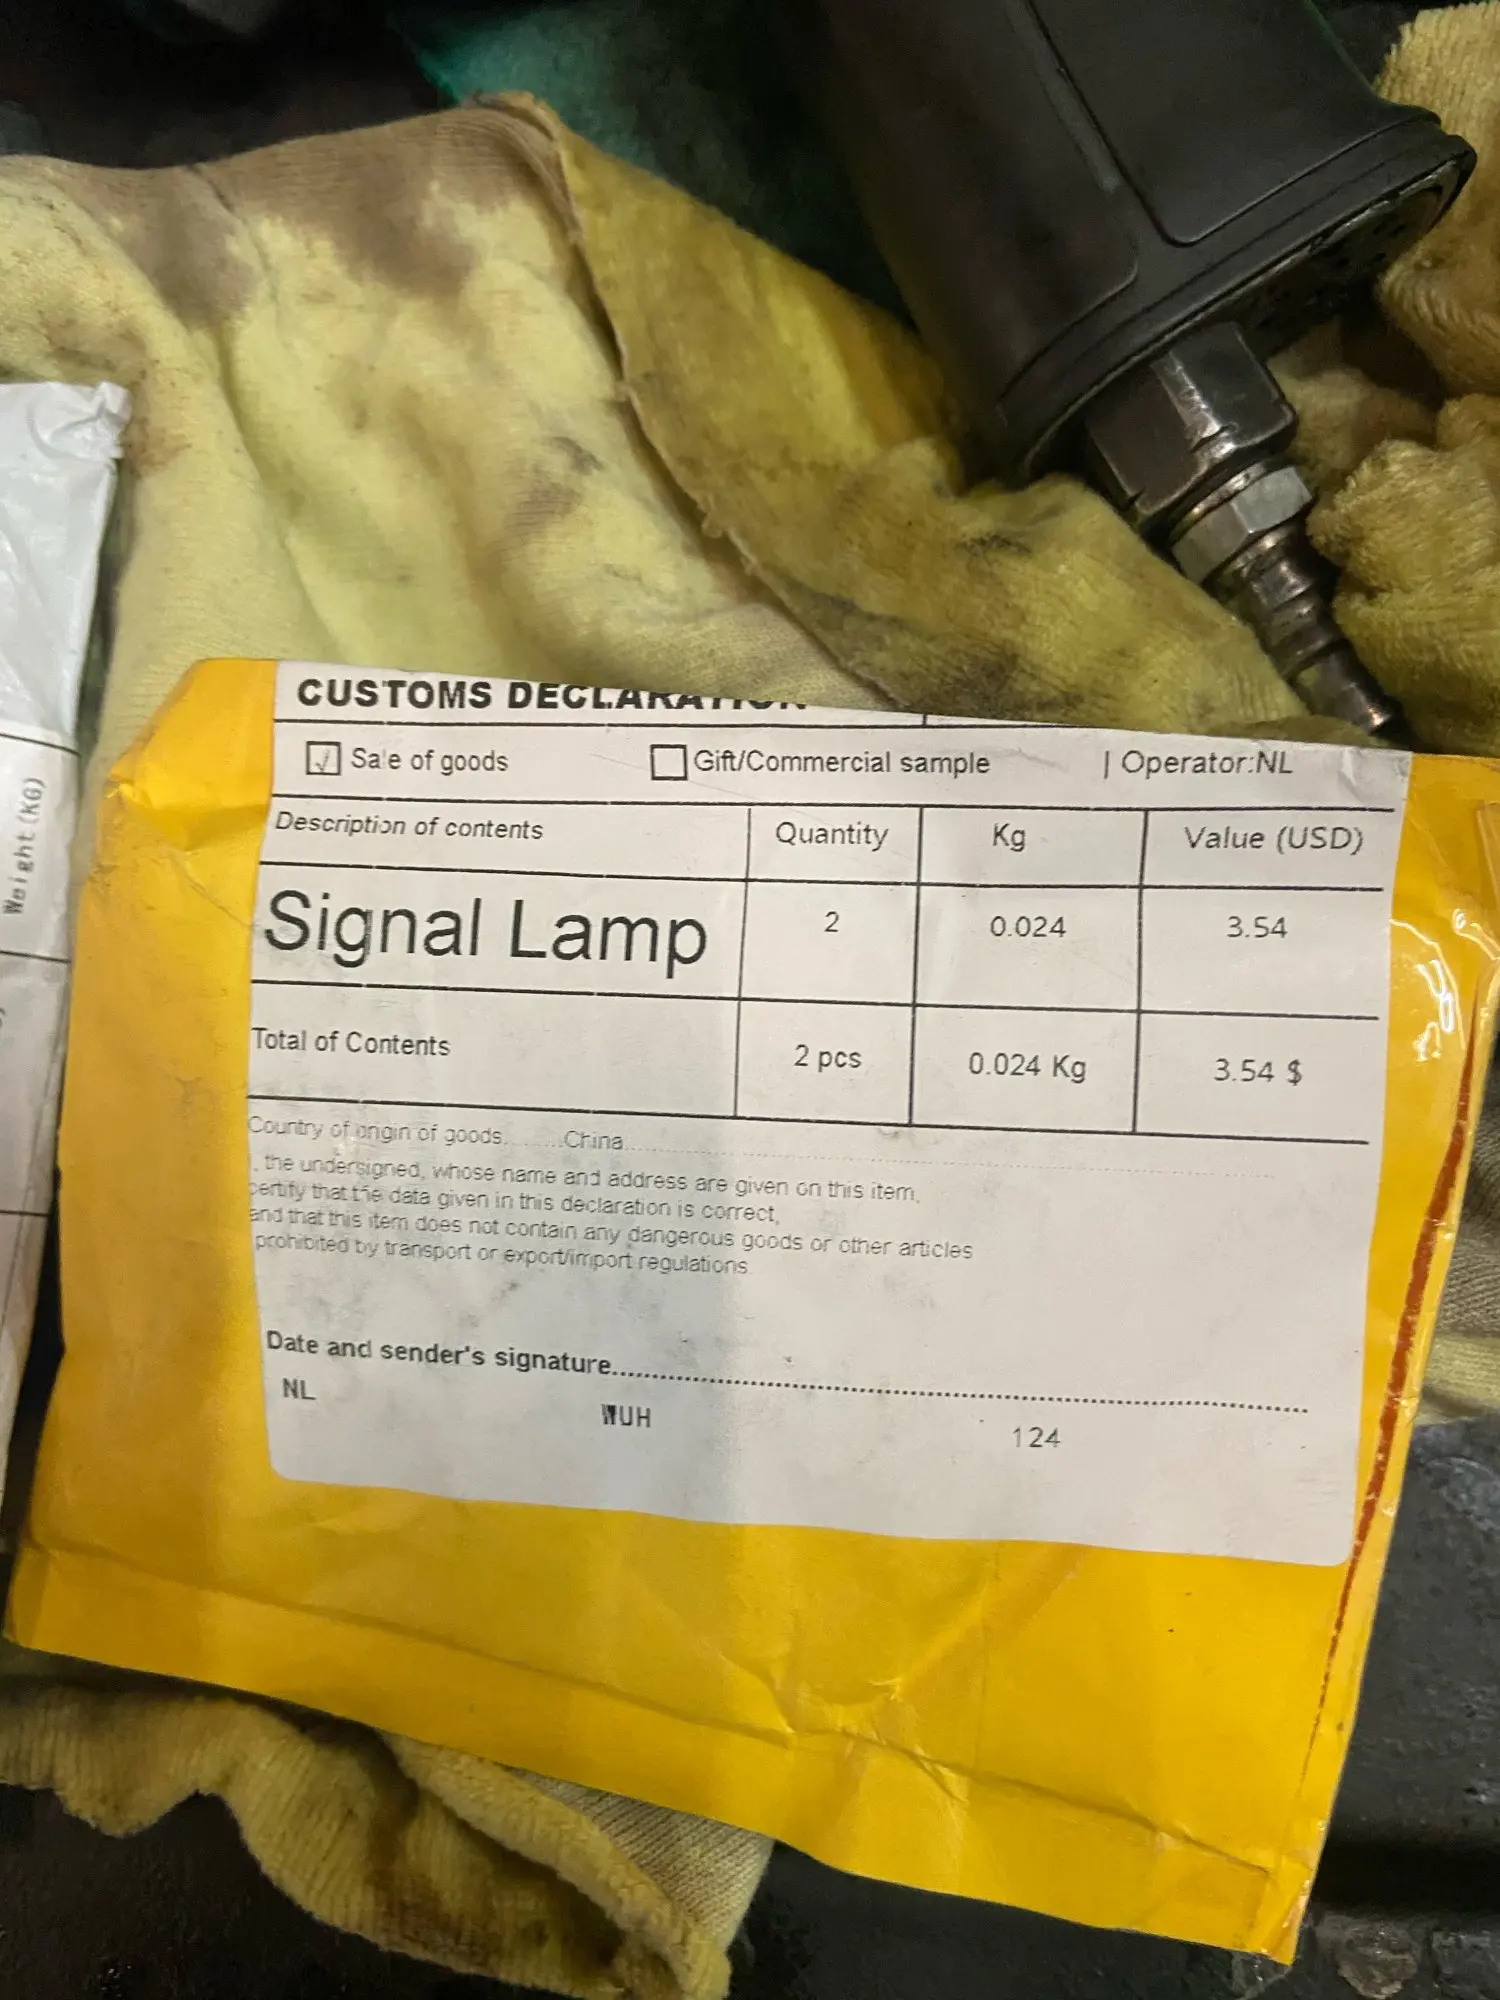 CUSTOMS DECLARATION
Sale of goods Gift/Commercial sample | Operator:NL
Description of contents Quantity Kg Value (USD)
Signal Lamp 2 0.024 3.54
Total of Contents 2 pcs 0.024 Kg 3.54 $
Country of origin of goods........China......
, the undersigned, whose name and address are given on this item,
certify that the data given in this declaration is correct,
and that this item does not contain any dangerous goods or other articles
prohibited by transport or export/import regulations.
Date and sender's signature......
NL WUH 124
Weight (KG)